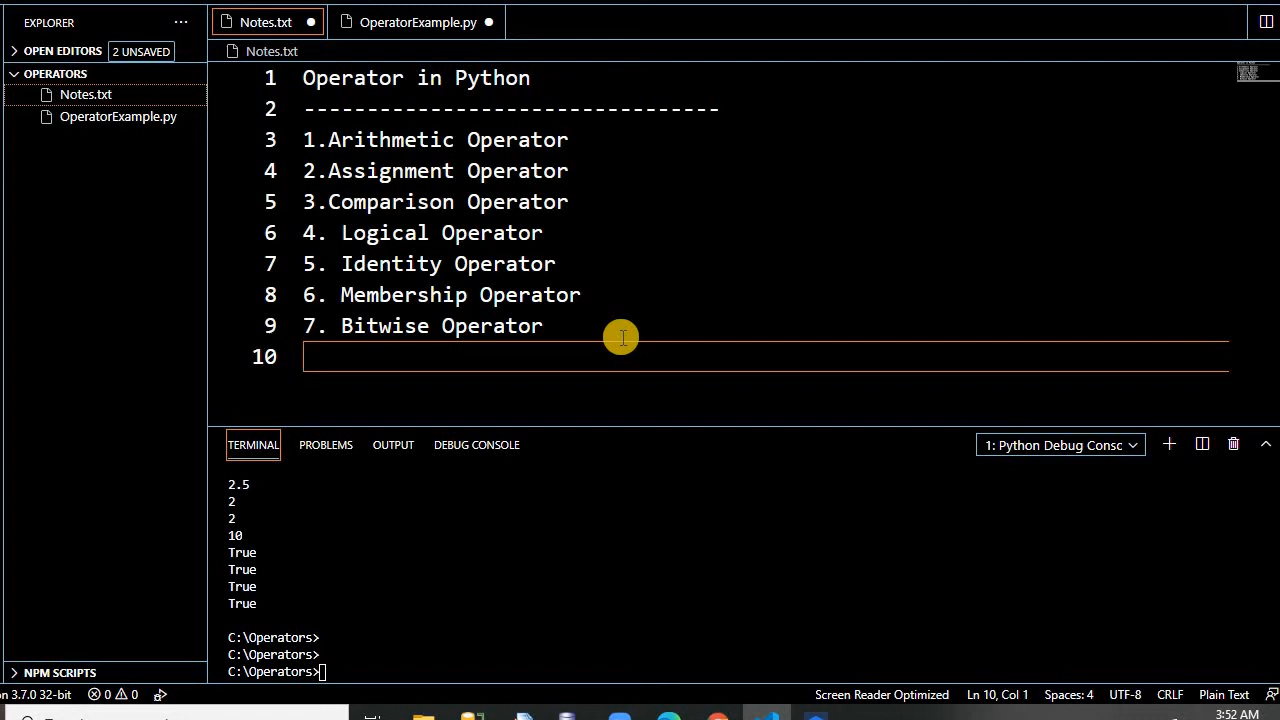 EXPLORER
Notes.txt
OperatorExample.py
OPEN EDITORS 2 UNSAVED
Notes.txt
OPERATORS
Notes.txt
OperatorExample.py
1 Operator in Python
2 ---------------------------------
3 1.Arithmetic Operator
4 2.Assignment Operator
5 3.Comparison Operator
6 4. Logical Operator
7 5. Identity Operator
8 6. Membership Operator
9 7. Bitwise Operator
10
TERMINAL PROBLEMS OUTPUT DEBUG CONSOLE 1: Python Debug Consc
2.5
2
2
10
True
True
True
True
C:\Operators>
C:\Operators>
C:\Operators>
NPM SCRIPTS
on 3.7.0 32-bit 0 0 Screen Reader Optimized Ln 10, Col 1 Spaces: 4 UTF-8 CRLF Plain Text
3:52 AM